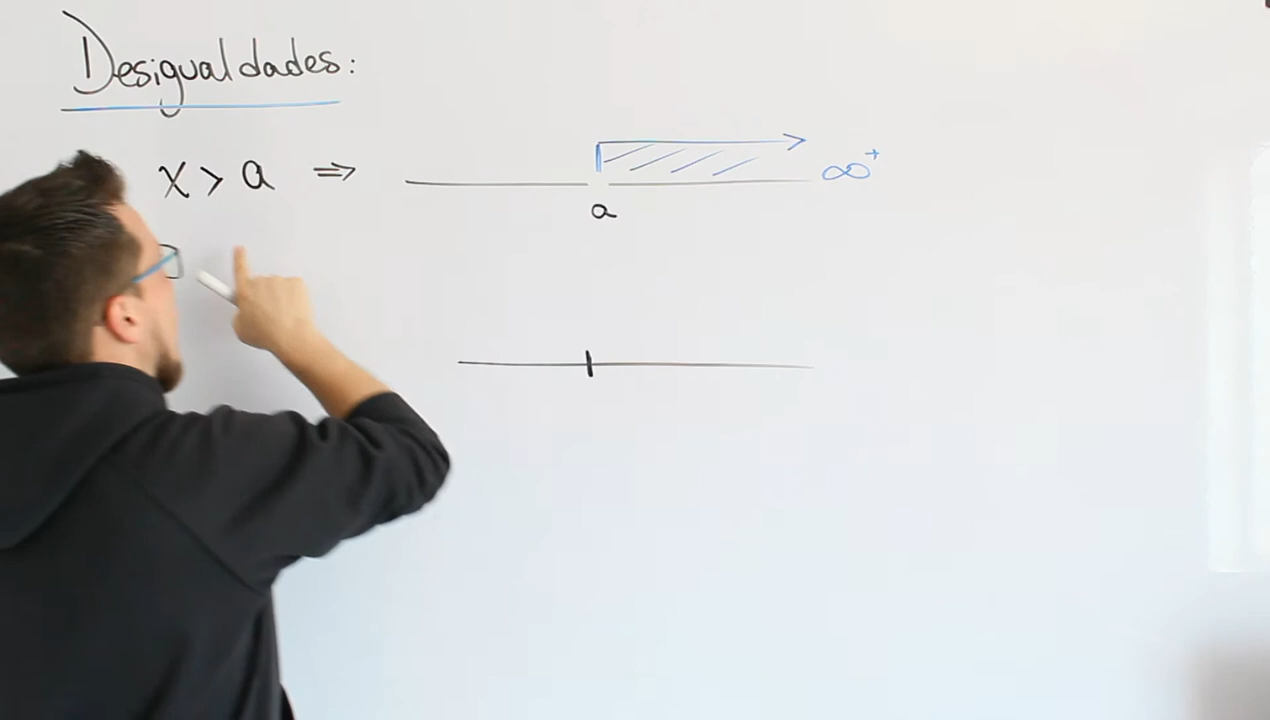 Desigualdades:
x > a ⇒
∞⁺
a